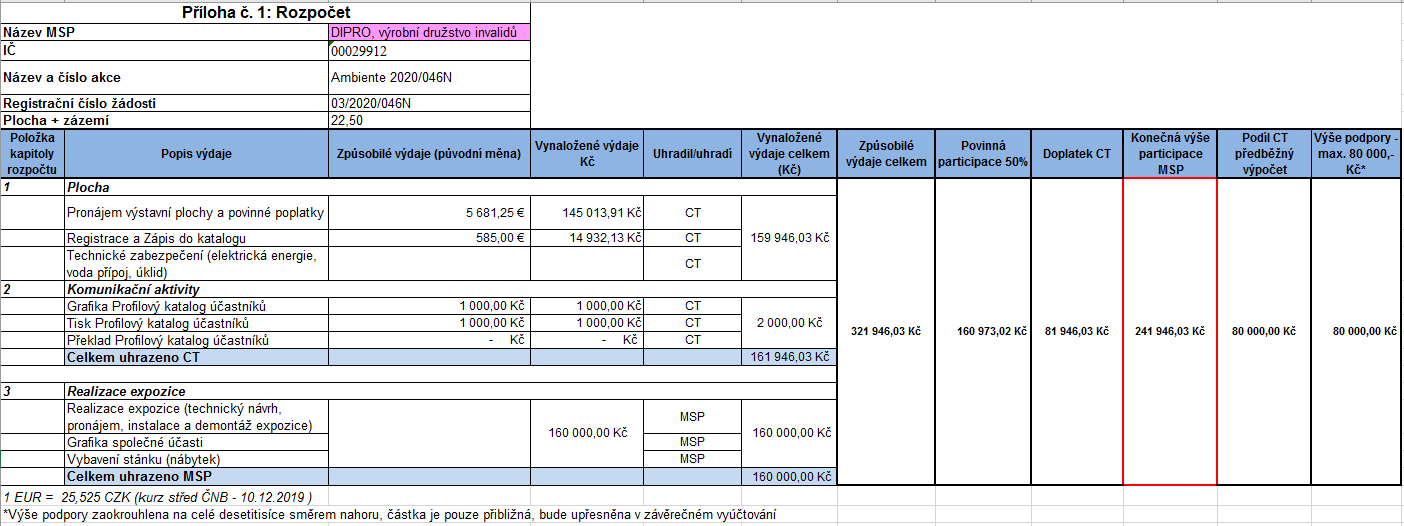 Příloha č. 1: Rozpočet
Název MSP DIPRO, výrobní družstvo invalidů
IČ 00029912
Název a číslo akce Ambiente 2020/046N
Registrační číslo žádosti 03/2020/046N
Plocha + zázemí 22,50
Položka kapitoly rozpočtu Popis výdaje Způsobilé výdaje (původní měna) Vynaložené výdaje Kč Uhradil/uhradí Vynaložené výdaje celkem (Kč) Způsobilé výdaje celkem Povinná participace 50% Doplatek CT Konečná výše participace MSP Podíl CT předběžný výpočet Výše podpory - max. 80 000,- Kč*
1 Plocha
Pronájem výstavní plochy a povinné poplatky 5 681,25 € 145 013,91 Kč CT
Registrace a Zápis do katalogu 585,00 € 14 932,13 Kč CT 159 946,03 Kč
Technické zabezpečení (elektrická energie, voda přípoj, úklid) CT
2 Komunikační aktivity
Grafika Profilový katalog účastníků 1 000,00 Kč 1 000,00 Kč CT
Tisk Profilový katalog účastníků 1 000,00 Kč 1 000,00 Kč CT 2 000,00 Kč
321 946,03 Kč 160 973,02 Kč 81 946,03 Kč 241 946,03 Kč 80 000,00 Kč 80 000,00 Kč
Překlad Profilový katalog účastníků - Kč - Kč CT
Celkem uhrazeno CT 161 946,03 Kč
3 Realizace expozice
Realizace expozice (technický návrh, pronájem, instalace a demontáž expozice) MSP
160 000,00 Kč 160 000,00 Kč
Grafika společné účasti MSP
Vybavení stánku (nábytek) MSP
Celkem uhrazeno MSP 160 000,00 Kč
1 EUR = 25,525 CZK (kurz střed ČNB - 10.12.2019 )
*Výše podpory zaokrouhlena na celé desetitisíce směrem nahoru, částka je pouze přibližná, bude upřesněna v závěrečném vyúčtování